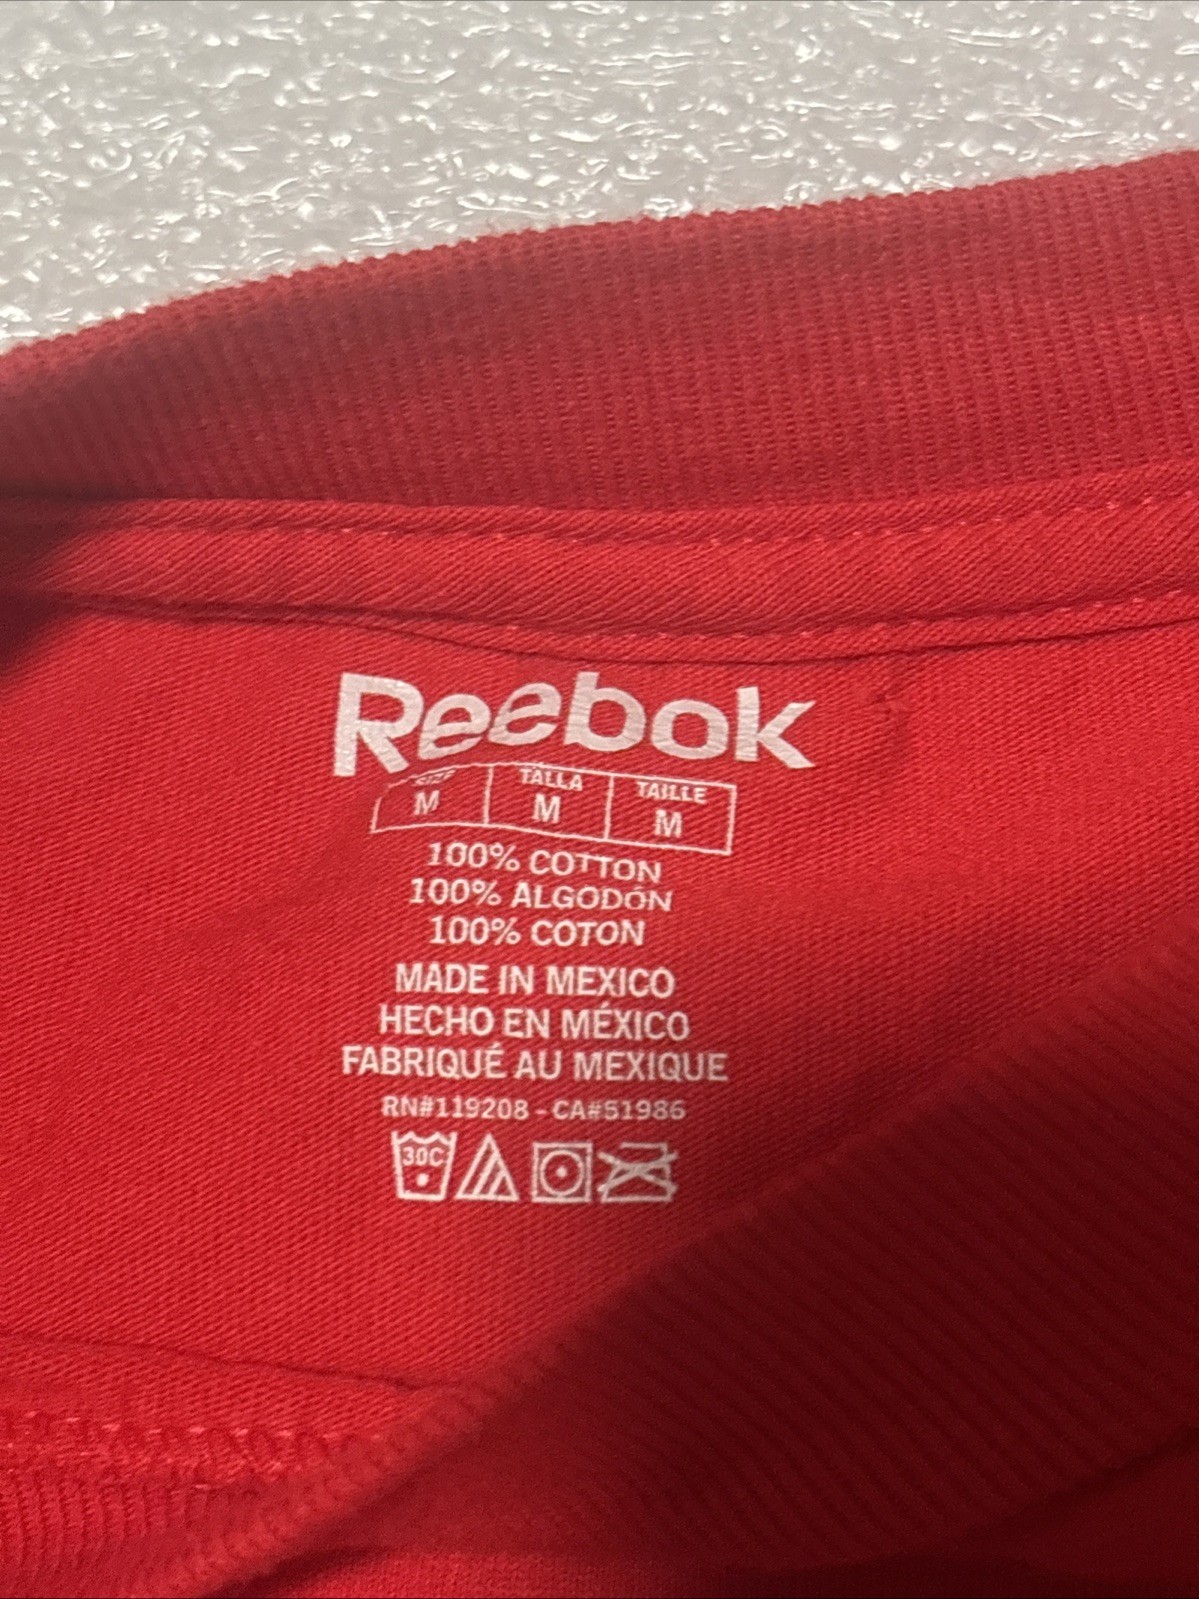 Reebok
SIZE TALLA TAILLE
M M M
100% COTTON
100% ALGODÓN
100% COTON
MADE IN MEXICO
HECHO EN MÉXICO
FABRIQUÉ AU MEXIQUE
RN#119208 - CA#51986
30C